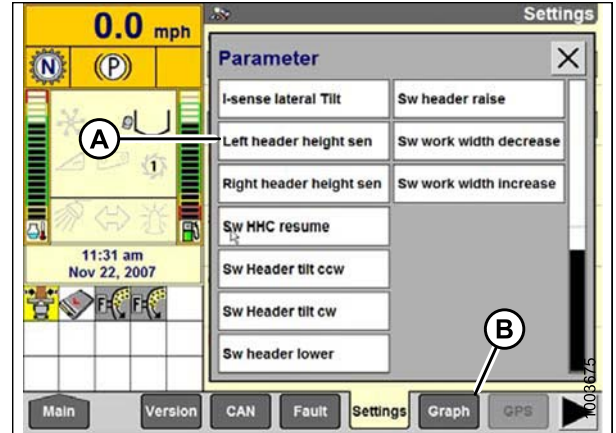 0.0 mph
Settings
N
(P)
Parameter
X
I-sense lateral Tilt
Sw header raise
A
Left header height sen
Sw work width decrease
1
Right header height sen
Sw work width increase
Sw HHC resume
11:31 am
Nov 22, 2007
Sw Header tilt ccw
Sw Header tilt cw
F
F
B
Sw header lower
1003675
Main
Version
CAN
Fault
Settings
Graph
GPS